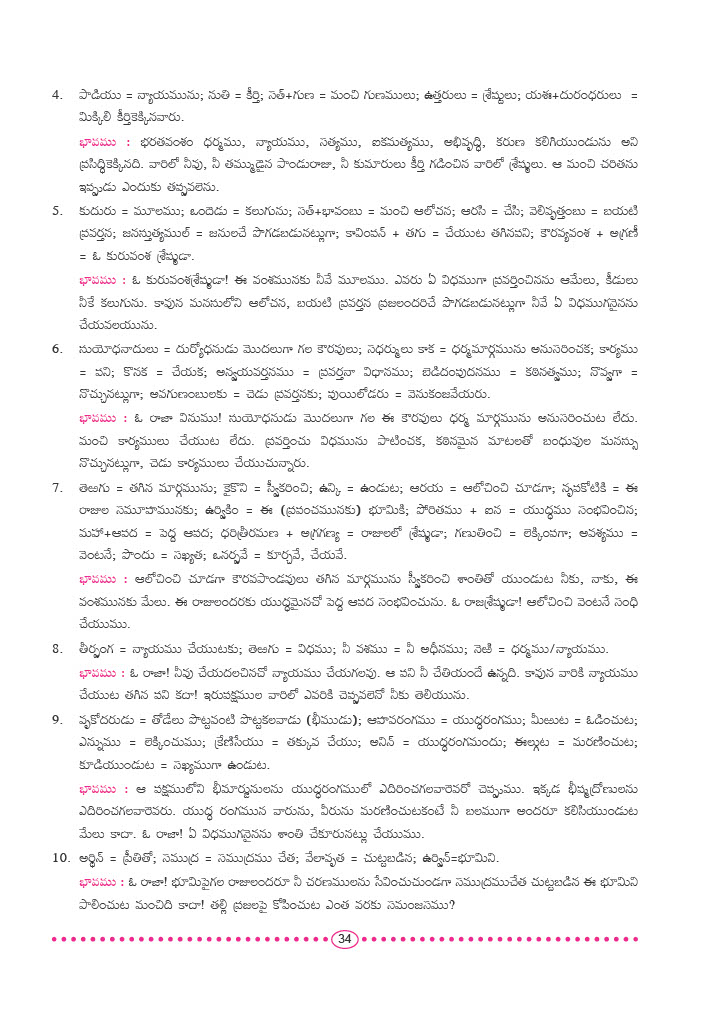 4. పాడియు = న్యాయమును; నుతి = కీర్తి; సత్+గుణ = మంచి గుణములు; ఉత్తరులు = శ్రేష్ఠులు; యశః+దురంధరులు =
మిక్కిలి కీర్తికెక్కినవారు.
భావము : భరతవంశం ధర్మము, న్యాయము, సత్యము, ఐకమత్యము, అభివృద్ధి, కరుణ కలిగియుండును అని
ప్రసిద్ధికెక్కినది. వారిలో నీవు, నీ తమ్ముడైన పాండురాజు, నీ కుమారులు కీర్తి గడించిన వారిలో శ్రేష్ఠులు. ఆ మంచి చరితను
ఇప్పుడు ఎందుకు తప్పవలెను.
5. కుదురు = మూలము; ఒందెడు = కలుగును; సత్+భావంబు = మంచి ఆలోచన; ఆరసి = చేసి; వెలివృత్తంబు = బయటి
ప్రవర్తన; జనస్తుత్యముల్ = జనులచే పొగడబడునట్లుగా; కావింపన్ + తగు = చేయుట తగినపని; కౌరవ్యవంశ + అగ్రణీ
= ఓ కురువంశ శ్రేష్ఠుడా.
భావము : ఓ కురువంశశ్రేష్ఠుడా! ఈ వంశమునకు నీవే మూలము. ఎవరు ఏ విధముగా ప్రవర్తించినను ఆమేలు, కీడులు
నీకే కలుగును. కావున మనసులోని ఆలోచన, బయటి ప్రవర్తన ప్రజలందరిచే పొగడబడునట్లుగా నీవే ఏ విధముగనైనను
చేయవలయును.
6. సుయోధనాదులు = దుర్యోధనుడు మొదలుగా గల కౌరవులు; సధర్ములు కాక = ధర్మమార్గమును అనుసరించక; కార్యము
= పని; కొనక = చేయక; అన్వయవర్తనము = ప్రవర్తనా విధానము; బెడిదంపుదనము = కఠినత్వము; నొవ్వగా =
నొచ్చునట్లుగా; అవగుణంబులకు = చెడు ప్రవర్తనకు; వుయిలోడరు = వెనుకంజవేయరు.
భావము : ఓ రాజా వినుము! సుయోధనుడు మొదలుగా గల ఈ కౌరవులు ధర్మ మార్గమును అనుసరించుట లేదు.
మంచి కార్యములు చేయుట లేదు. ప్రవర్తించు విధమును పాటించక, కఠినమైన మాటలతో బంధువుల మనస్సు
నొచ్చునట్లుగా, చెడు కార్యములు చేయుచున్నారు.
7. తెఱగు = తగిన మార్గమును; కైకొని = స్వీకరించి; ఉన్కి = ఉండుట; ఆరయ = ఆలోచించి చూడగా; నృపకోటికి = ఈ
రాజుల సమూహమునకు; ఉర్వికిం = ఈ (ప్రపంచమునకు) భూమికి; పోరితము + ఐన = యుద్ధము సంభవించిన;
మహా+ఆపద = పెద్ద ఆపద; ధరిత్రీరమణ + అగ్రగణ్య = రాజులలో శ్రేష్ఠుడా; గణుతించి = లెక్కింపగా; అవశ్యము =
వెంటనే; పొందు = సఖ్యత; ఒనర్పవే = కూర్చవే, చేయవే.
భావము : ఆలోచించి చూడగా కౌరవపాండవులు తగిన మార్గమును స్వీకరించి శాంతితో యుండుట నీకు, నాకు, ఈ
వంశమునకు మేలు. ఈ రాజులందరకు యుద్ధమైనచో పెద్ద ఆపద సంభవించును. ఓ రాజశ్రేష్ఠుడా! ఆలోచించి వెంటనే సంధి
చేయుము.
8. తీర్పంగ = న్యాయము చేయుటకు; తెఱగు = విధము; నీ వశము = నీ అధీనము; నెఱి = ధర్మము/న్యాయము.
భావము : ఓ రాజా! నీవు చేయదలచినచో న్యాయము చేయగలవు. ఆ పని నీ చేతియందే ఉన్నది. కావున వారికి న్యాయము
చేయుట తగిన పని కదా! ఇరుపక్షముల వారిలో ఎవరికి చెప్పవలెనో నీకు తెలియును.
9. వృకోదరుడు = తోడేలు పొట్టవంటి పొట్టకలవాడు (భీముడు); ఆహవరంగము = యుద్ధరంగము; మీఱుట = ఓడించుట;
ఎన్నుము = లెక్కించుము; క్రేణిసేయు = తక్కువ చేయు; అనిన్ = యుద్ధరంగమందు; ఈల్గుట = మరణించుట;
కూడియుండుట = సఖ్యముగా ఉండుట.
భావము : ఆ పక్షములోని భీమార్జునులను యుద్ధరంగములో ఎదిరించగలవారెవరో చెప్పుము. ఇక్కడ భీష్మద్రోణులను
ఎదిరించగలవారెవరు. యుద్ధ రంగమున వారును, వీరును మరణించుటకంటే నీ బలముగా అందరూ కలిసియుండుట
మేలు కాదా. ఓ రాజా! ఏ విధముగనైనను శాంతి చేకూరునట్లు చేయుము.
10. అర్థిన్ = ప్రీతితో; సముద్ర = సముద్రము చేత; వేలావృత = చుట్టబడిన; ఉర్విన్=భూమిని.
భావము : ఓ రాజా! భూమిపైగల రాజులందరూ నీ చరణములను సేవించుచుండగా సముద్రముచేత చుట్టబడిన ఈ భూమిని
పాలించుట మంచిది కాదా! తల్లి ప్రజలపై కోపించుట ఎంత వరకు సమంజసము?
34